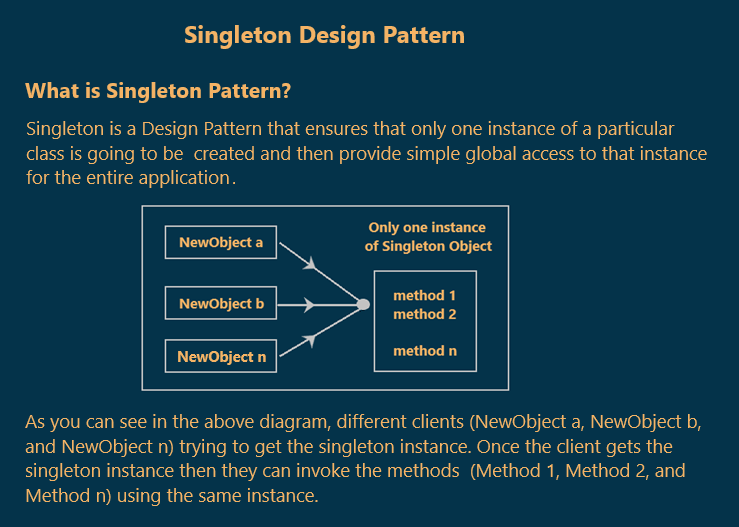 Singleton Design Pattern
What is Singleton Pattern?
Singleton is a Design Pattern that ensures that only one instance of a particular
class is going to be  created and then provide simple global access to that instance
for the entire application.
Only one instance
of Singleton Object
NewObject a
NewObject b
NewObject n
method 1
method 2
method n
As you can see in the above diagram, different clients (NewObject a, NewObject b,
and NewObject n) trying to get the singleton instance. Once the client gets the
singleton instance then they can invoke the methods  (Method 1, Method 2, and
Method n) using the same instance.